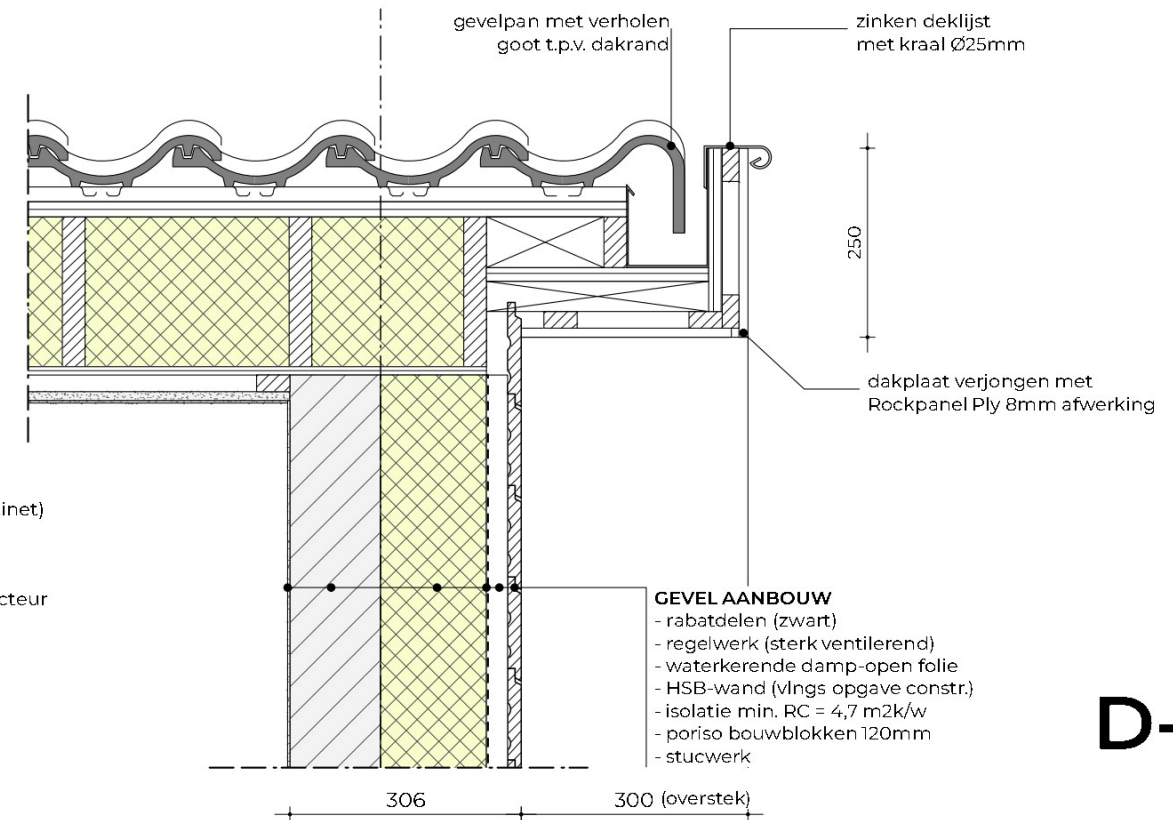 gevelpan met verholen
goot t.p.v. dakrand
zinken deklijst
met kraal Ø25mm
250
dakplaat verjongen met
Rockpanel Ply 8mm afwerking
inet)
cteur
GEVEL AANBOUW
- rabatdelen (zwart)
- regelwerk (sterk ventilerend)
- waterkerende damp-open folie
- HSB-wand (vlngs opgave constr.)
- isolatie min. RC = 4,7 m2k/w
- poriso bouwblokken 120mm
- stucwerk
D-
306
300 (overstek)